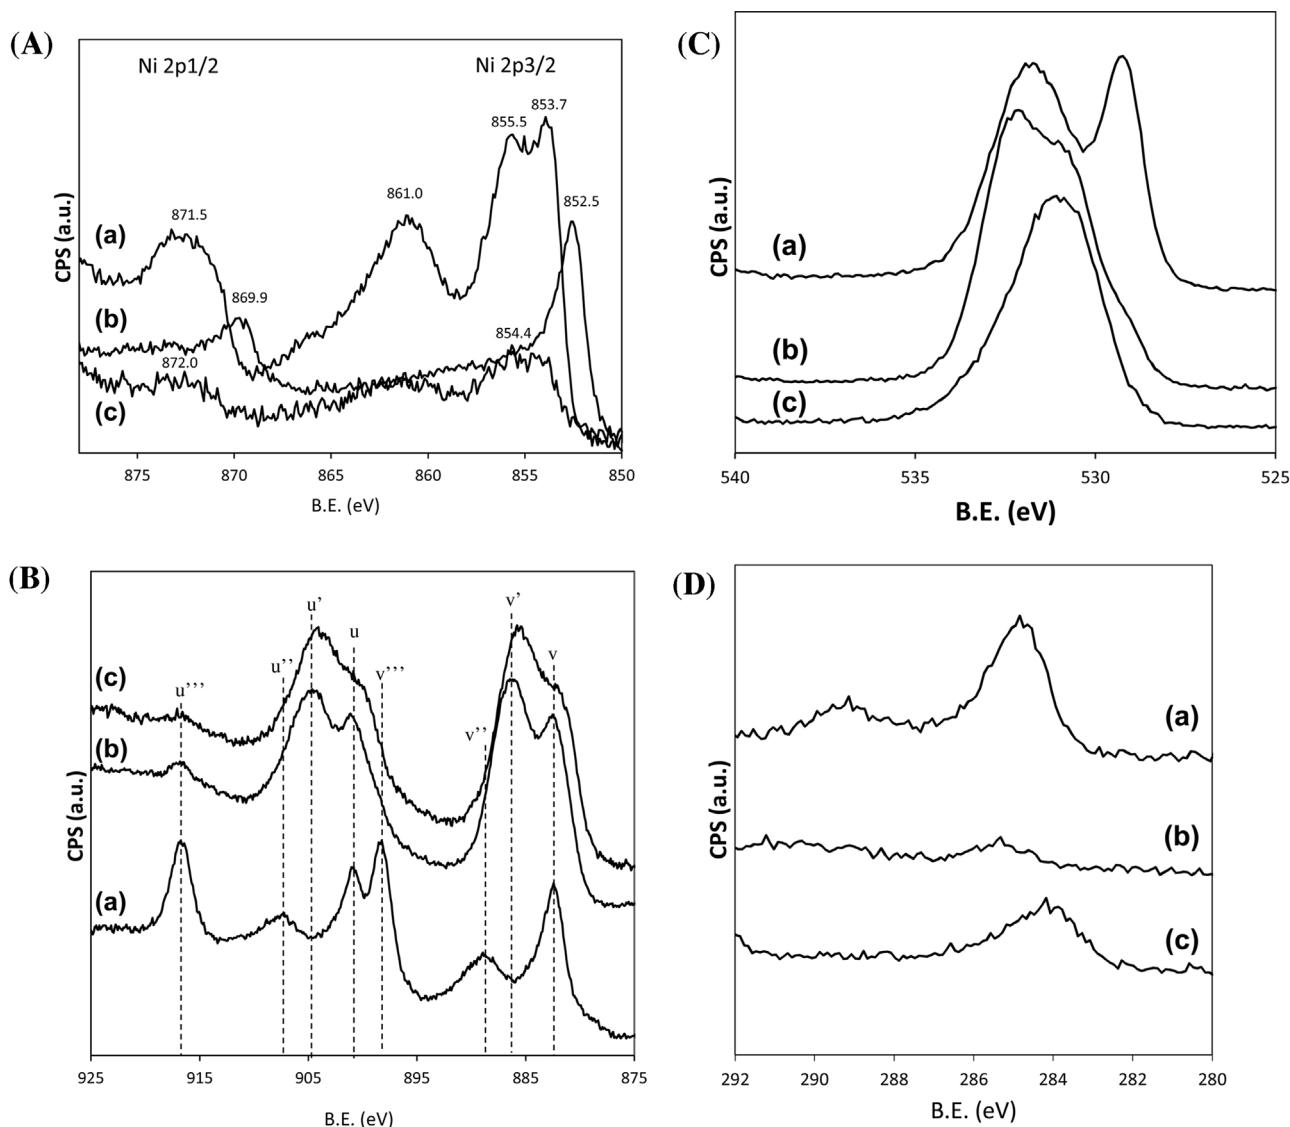 (A)
Ni 2p1/2
Ni 2p3/2
853.7
855.5
861.0
852.5
871.5
(a)
869.9
(b)
854.4
872.0
(c)
CPS (a.u.)
875
870
865
860
855
850
B.E. (eV)
(C)
(a)
(b)
(c)
CPS (a.u.)
540
535
530
525
B.E. (eV)
(B)
u'
v'
u
v
u''
v'''
(c)
u'''
v''
(b)
(a)
CPS (a.u.)
925
915
905
895
885
875
B.E. (eV)
(D)
(a)
(b)
(c)
CPS (a.u.)
292
290
288
286
284
282
280
B.E. (eV)